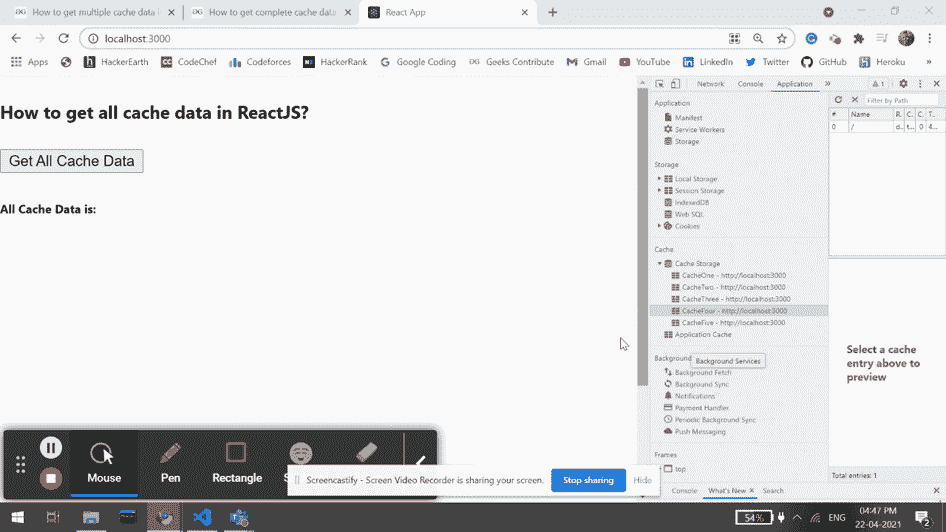 How to get multiple cache data i
How to get complete cache data
React App
localhost:3000
Apps
HackerEarth
CodeChef
Codeforces
HackerRank
Google Coding
Geeks Contribute
Gmail
YouTube
LinkedIn
Twitter
GitHub
Heroku
How to get all cache data in ReactJS?
Get All Cache Data
All Cache Data is:
Network
Console
Application
1
Application
Manifest
Service Workers
Storage
Storage
Local Storage
Session Storage
IndexedDB
Web SQL
Cookies
Cache
Cache Storage
CacheOne - http://localhost:3000
CacheTwo - http://localhost:3000
CacheThree - http://localhost:3000
CacheFour - http://localhost:3000
CacheFive - http://localhost:3000
Application Cache
Background
Background Services
Background Fetch
Background Sync
Notifications
Payment Handler
Periodic Background Sync
Push Messaging
Frames
top
Filter by Path
# Name R. C. C. T..
0 / d.. t... 0 4...
Select a cache
entry above to
preview
Total entries: 1
Console
What's New
Search
Mouse
Pen
Rectangle
Screencastify - Screen Video Recorder is sharing your screen.
Stop sharing
Hide
54%
ENG
04:47 PM
22-04-2021
2